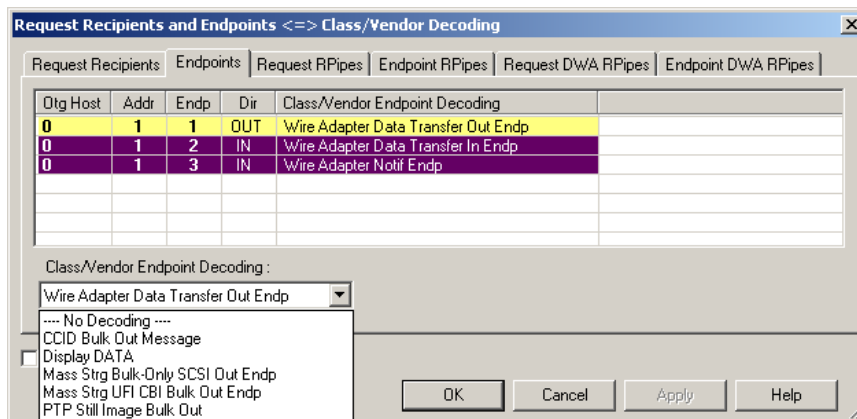 Request Recipients and Endpoints <=> Class/Vendor Decoding
Request Recipients Endpoints Request RPipes Endpoint RPipes Request DWA RPipes Endpoint DWA RPipes
Otg Host Addr Endp Dir Class/Vendor Endpoint Decoding
0 1 1 OUT Wire Adapter Data Transfer Out Endp
0 1 2 IN Wire Adapter Data Transfer In Endp
0 1 3 IN Wire Adapter Notif Endp
Class/Vendor Endpoint Decoding :
Wire Adapter Data Transfer Out Endp
---- No Decoding ----
CCID Bulk Out Message
Display DATA
Mass Strg Bulk-Only SCSI Out Endp
Mass Strg UFI CBI Bulk Out Endp
PTP Still Image Bulk Out
OK Cancel Apply Help